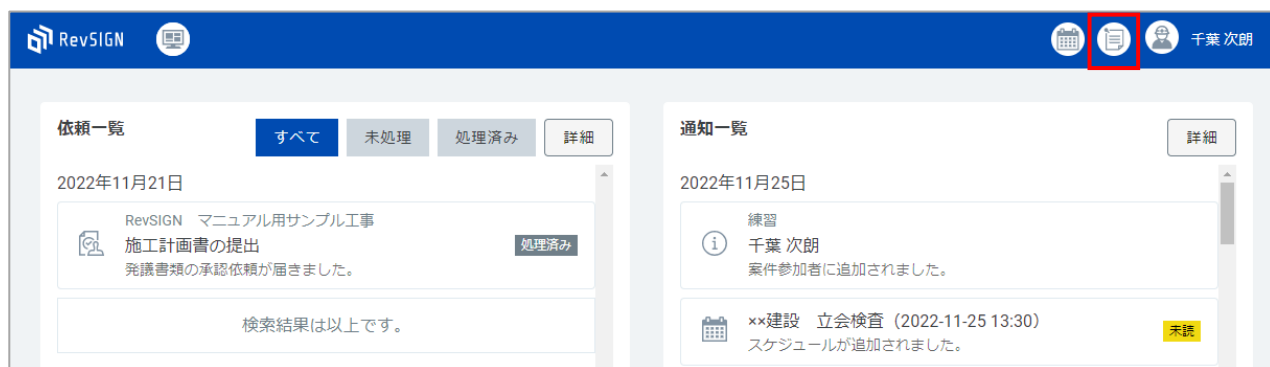 RevSIGN
千葉 次朗
依頼一覧
すべて
未処理
処理済み
詳細
2022年11月21日
RevSIGN　マニュアル用サンプル工事
施工計画書の提出
処理済み
発議書類の承認依頼が届きました。
検索結果は以上です。
通知一覧
詳細
2022年11月25日
練習
千葉 次朗
案件参加者に追加されました。
××建設　立会検査（2022-11-25 13:30）
未読
スケジュールが追加されました。